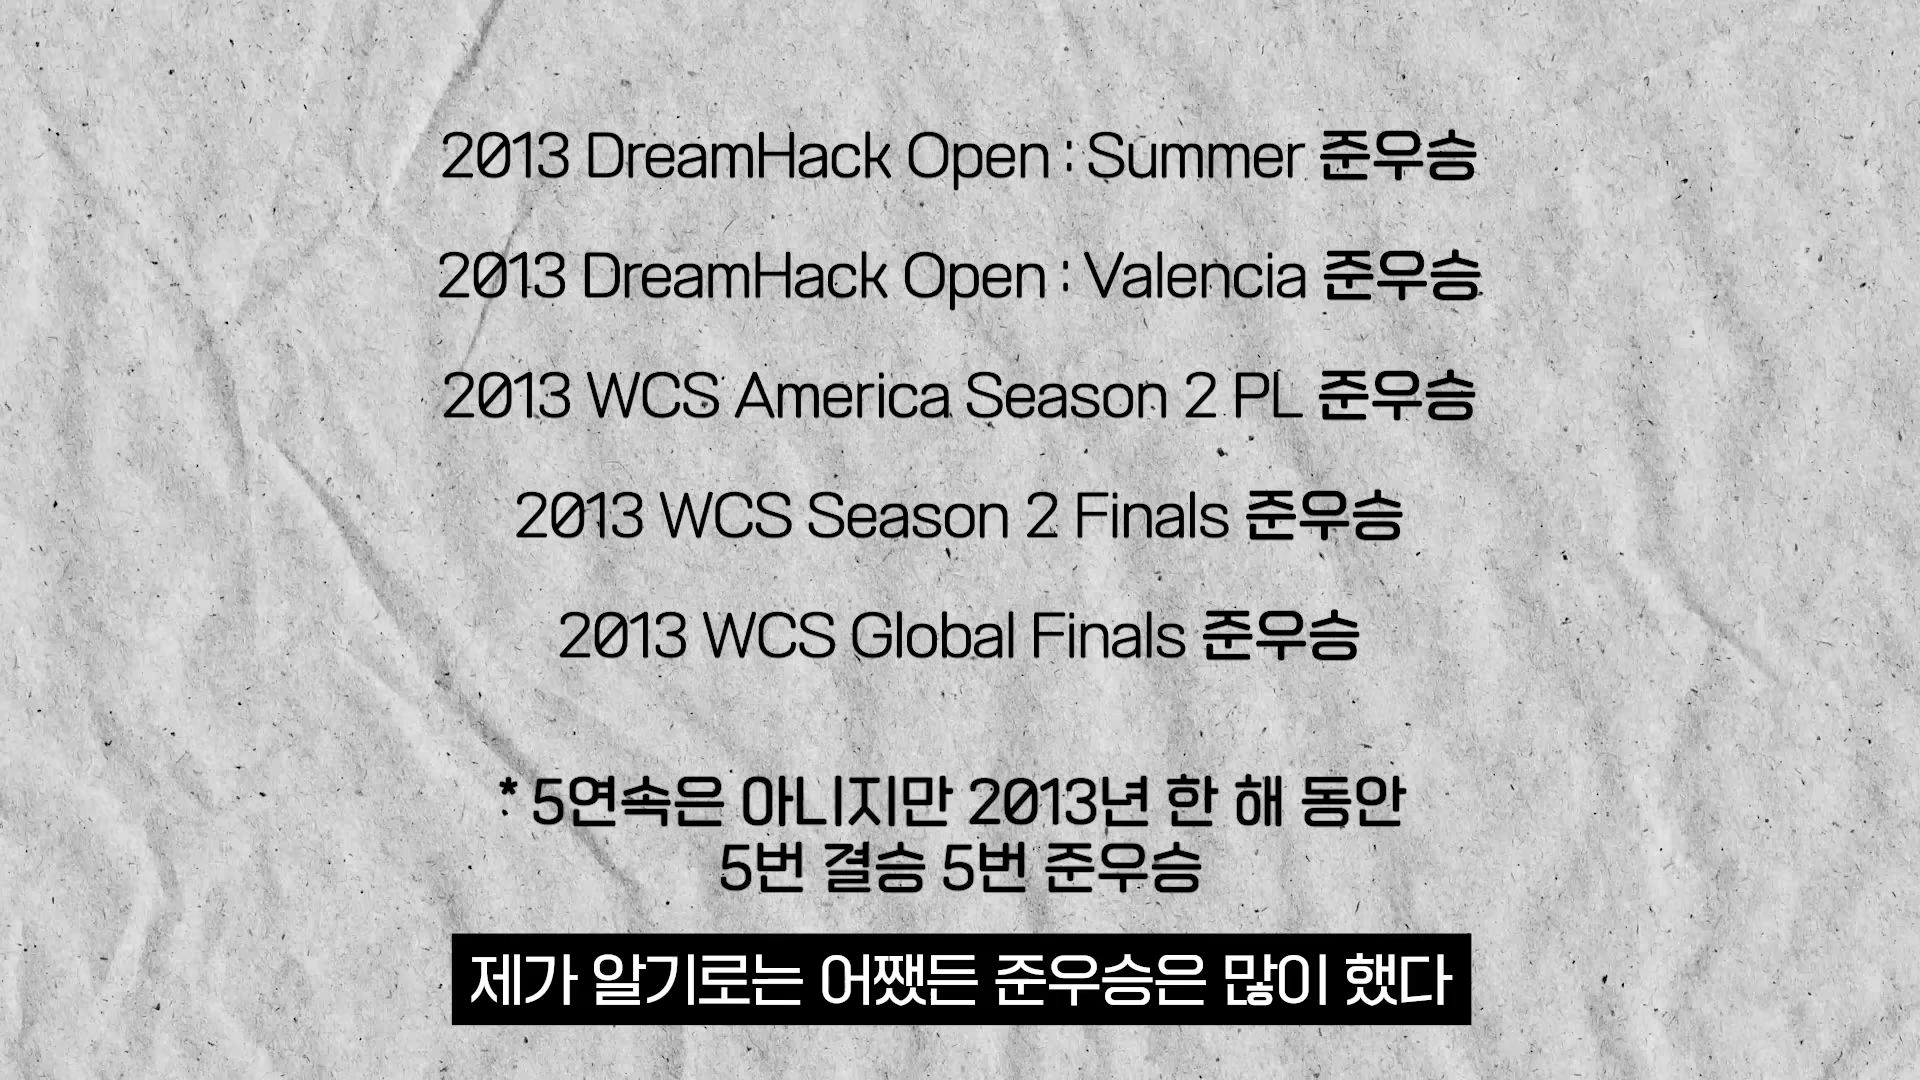 2013 DreamHack Open : Summer 준우승
2013 DreamHack Open : Valencia 준우승
2013 WCS America Season 2 PL 준우승
2013 WCS Season 2 Finals 준우승
2013 WCS Global Finals 준우승
* 5연속은 아니지만 2013년 한 해 동안
5번 결승 5번 준우승
제가 알기로는 어쨌든 준우승은 많이 했다